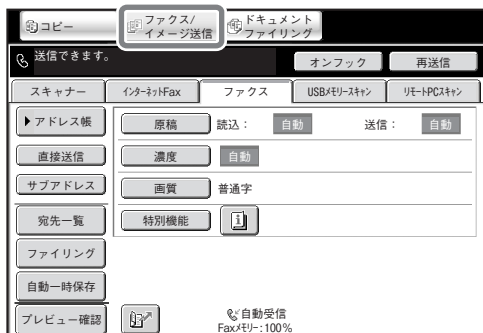 コピー
ファクス/
イメージ送信
ドキュメント
ファイリング
送信できます。
オンフック
再送信
スキャナー
インターネットFax
ファクス
USBメモリースキャン
リモートPCスキャン
アドレス帳
原稿
読込：
自動
送信：
自動
直接送信
濃度
自動
サブアドレス
画質
普通字
宛先一覧
特別機能
ファイリング
自動一時保存
プレビュー確認
自動受信
Faxメモリー:100%